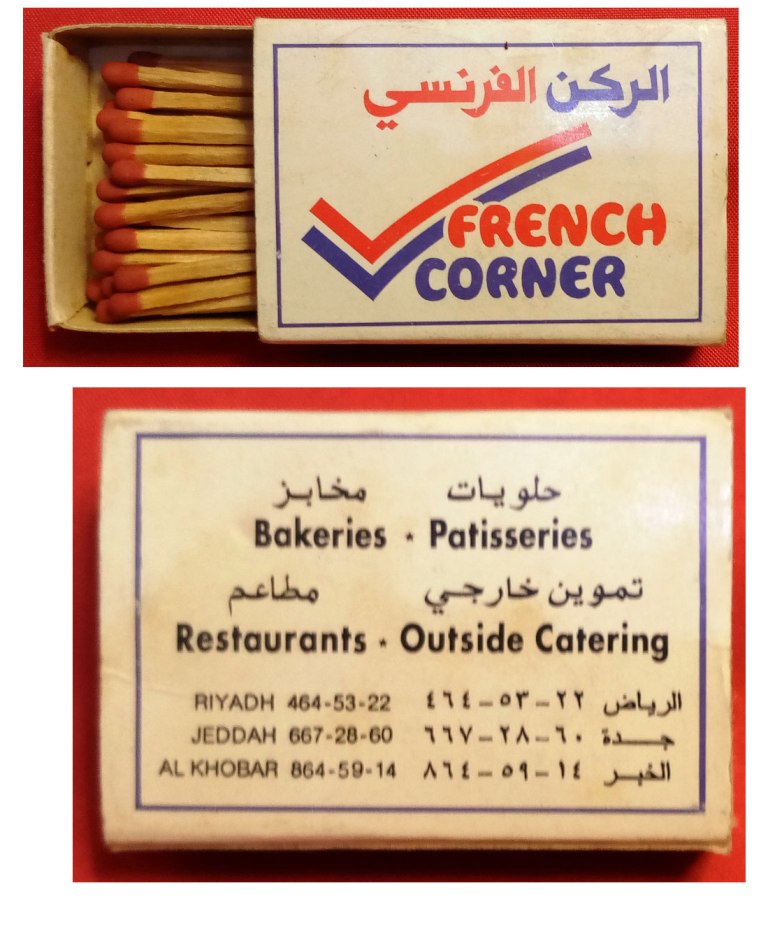 الركن الفرنسي
FRENCH
CORNER
مخابز حلويات
Bakeries • Patisseries
مطاعم تموين خارجي
Restaurants • Outside Catering
RIYADH 464-53-22 الرياض ٢٢-٥٣-٤٦٤
JEDDAH 667-28-60 جدة ٦٠-٢٨-٦٦٧
AL KHOBAR 864-59-14 الخبر ١٤-٥٩-٨٦٤